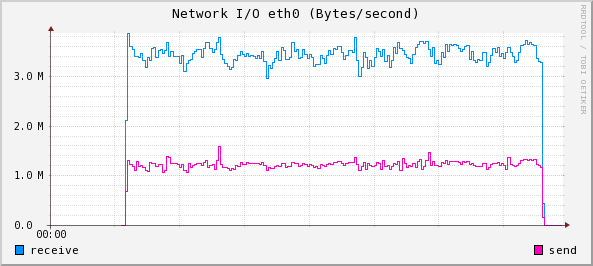 Network I/O eth0 (Bytes/second)
RRDTOOL / TOBI OETIKER
3.0 M
2.0 M
1.0 M
0.0
00:00
receive
send